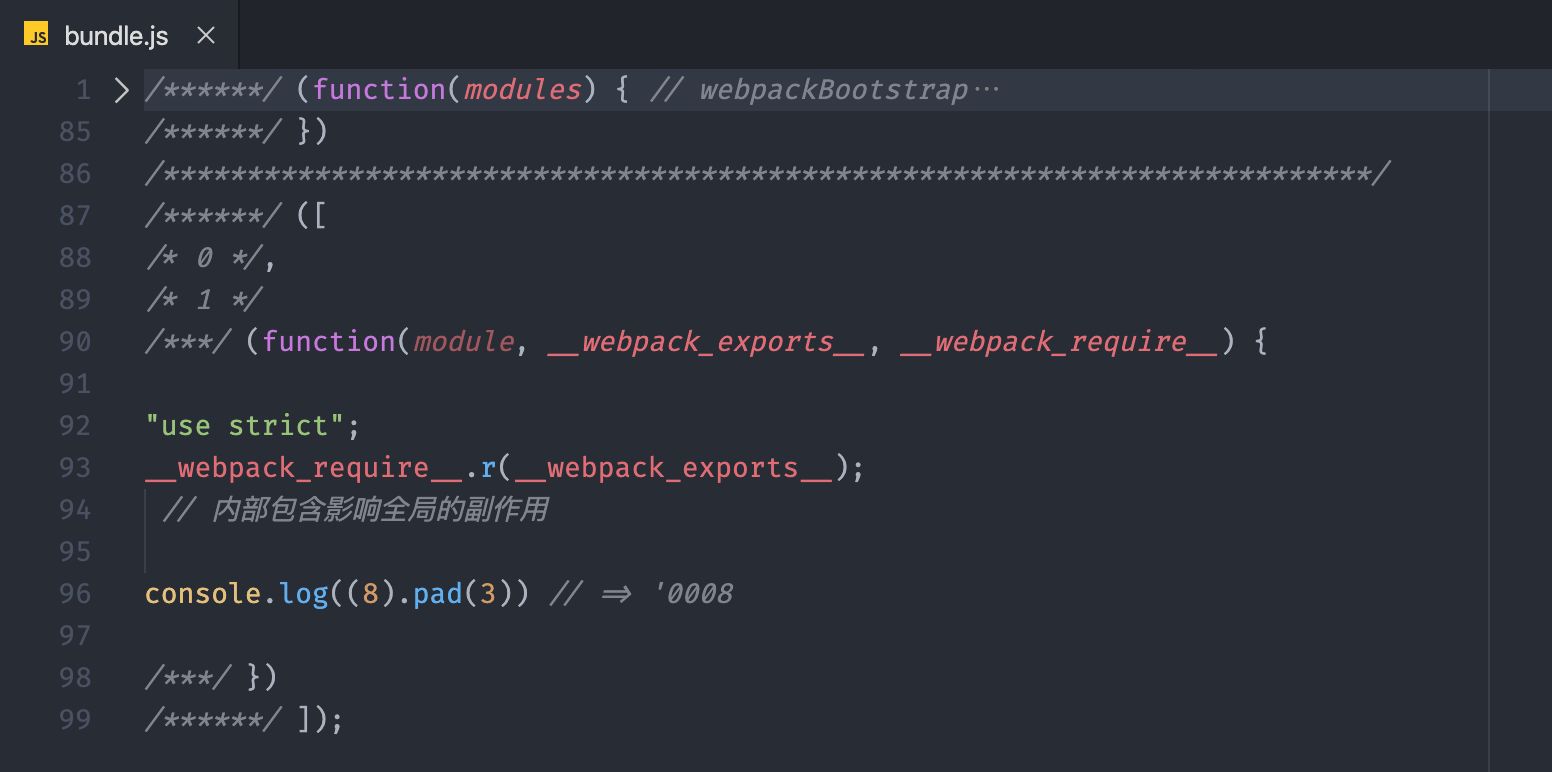 JS bundle.js
1 /******/ (function(modules) { // webpackBootstrap···
85 /******/ })
86 /************************************************************************/
87 /******/ ([
88 /* 0 */,
89 /* 1 */
90 /***/ (function(module, __webpack_exports__, __webpack_require__) {
91
92 "use strict";
93 __webpack_require__.r(__webpack_exports__);
94 // 内部包含影响全局的副作用
95
96 console.log((8).pad(3)) // => '0008
97
98 /***/ })
99 /******/ ]);